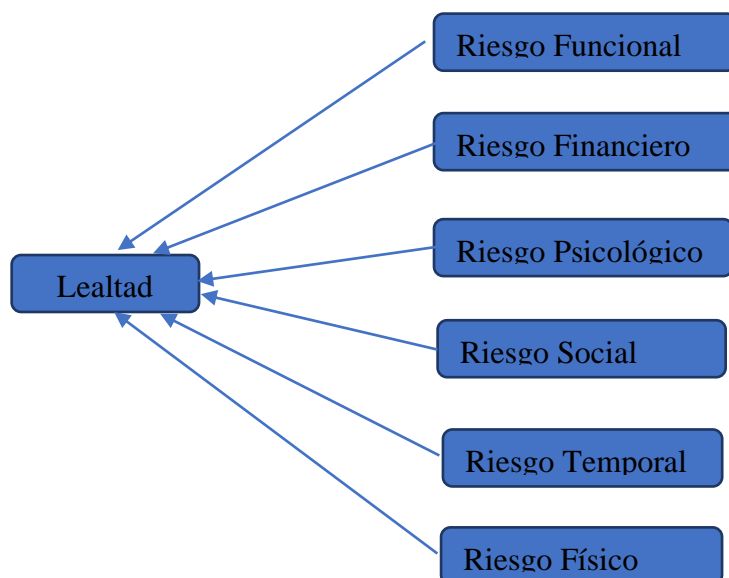 Riesgo Funcional
Riesgo Financiero
Riesgo Psicológico
Lealtad
Riesgo Social
Riesgo Temporal
Riesgo Físico